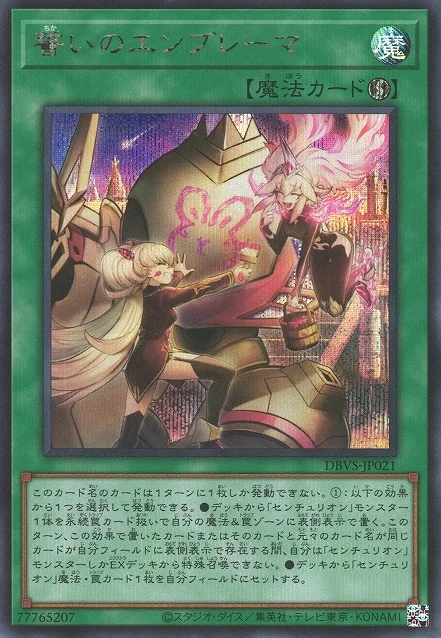 誓いのエンブレーマ
魔
【魔法カード】
DBVS-JP021
このカード名のカードは1ターンに1枚しか発動できない。①:以下の効果
から1つを選択して発動できる。●デッキから「センチュリオン」モンスター
1体を永続罠カード扱いで自分の魔法&罠ゾーンに表側表示で置く。この
ターン、この効果で置いたカードまたはそのカードと元々のカード名が同じ
カードが自分フィールドに表側表示で存在する間、自分は「センチュリオン」
モンスターしかEXデッキから特殊召喚できない。●デッキから「センチュリ
オン」魔法・罠カード1枚を自分フィールドにセットする。
77765207
©スタジオ・ダイス/集英社・テレビ東京・KONAMI